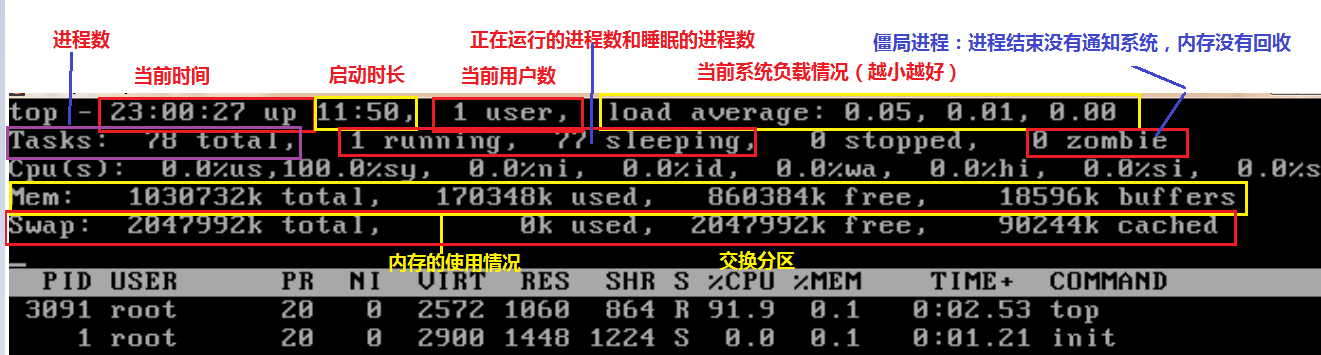 进程数
正在运行的进程数和睡眠的进程数
僵局进程：进程结束没有通知系统，内存没有回收
当前时间
启动时长
当前用户数
当前系统负载情况（越小越好）
top - 23:00:27 up 11:50, 1 user, load average: 0.05, 0.01, 0.00
Tasks: 78 total, 1 running, 77 sleeping, 0 stopped, 0 zombie
Cpu(s): 0.0%us,100.0%sy, 0.0%ni, 0.0%id, 0.0%wa, 0.0%hi, 0.0%si, 0.0%s
Mem: 1030732k total, 170348k used, 860384k free, 18596k buffers
Swap: 2047992k total, 0k used, 2047992k free, 90244k cached
内存的使用情况
交换分区
PID USER PR NI VIRT RES SHR S %CPU %MEM TIME+ COMMAND
3091 root 20 0 2572 1060 864 R 91.9 0.1 0:02.53 top
1 root 20 0 2900 1448 1224 S 0.0 0.1 0:01.21 init